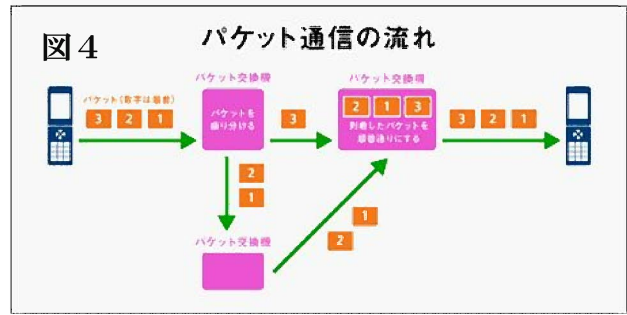 図4
パケット通信の流れ
パケット交換機
パケット交換機
パケット(数字は順番)
3 2 1
パケットを
振り分ける
3
2 1 3
到着したパケットを
順番通りにする
3 2 1
2
1
パケット交換機
1
2